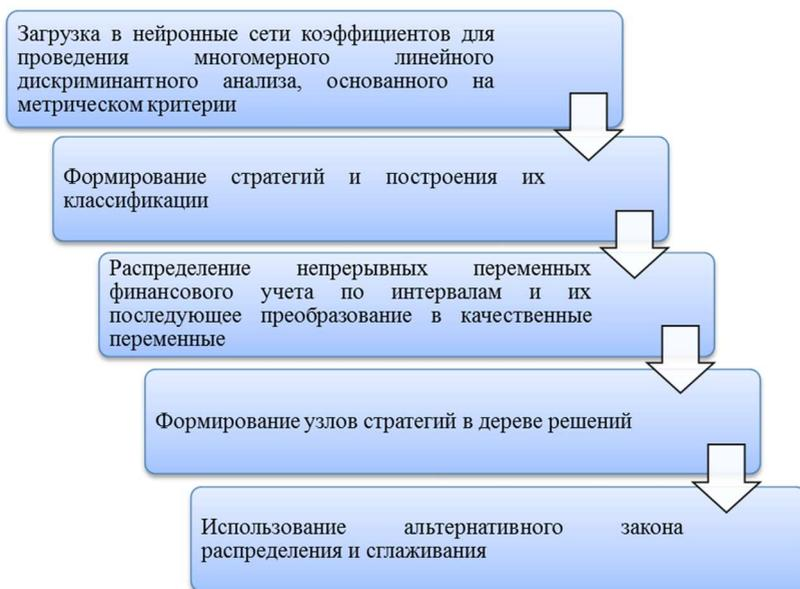 Загрузка в нейронные сети коэффициентов для
проведения многомерного линейного
дискриминантного анализа, основанного на
метрическом критерии
Формирование стратегий и построения их
классификации
Распределение непрерывных переменных
финансового учета по интервалам и их
последующее преобразование в качественные
переменные
Формирование узлов стратегий в дереве решений
Использование альтернативного закона
распределения и сглаживания